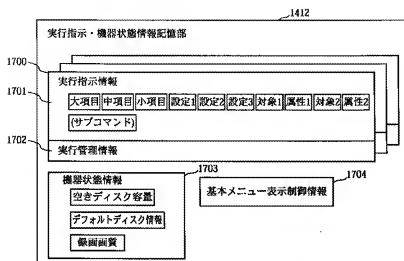 1412
実行指示・機器状態情報記憶部
1700
実行指示情報
1701
大項目 中項目 小項目 設定1 設定2 設定3 対象1 属性1 対象2 属性2
(サブコマンド)
1702
実行管理情報
1703
機器状態情報
空きディスク容量
デフォルトディスク情報
録画画質
1704
基本メニュー表示制御情報